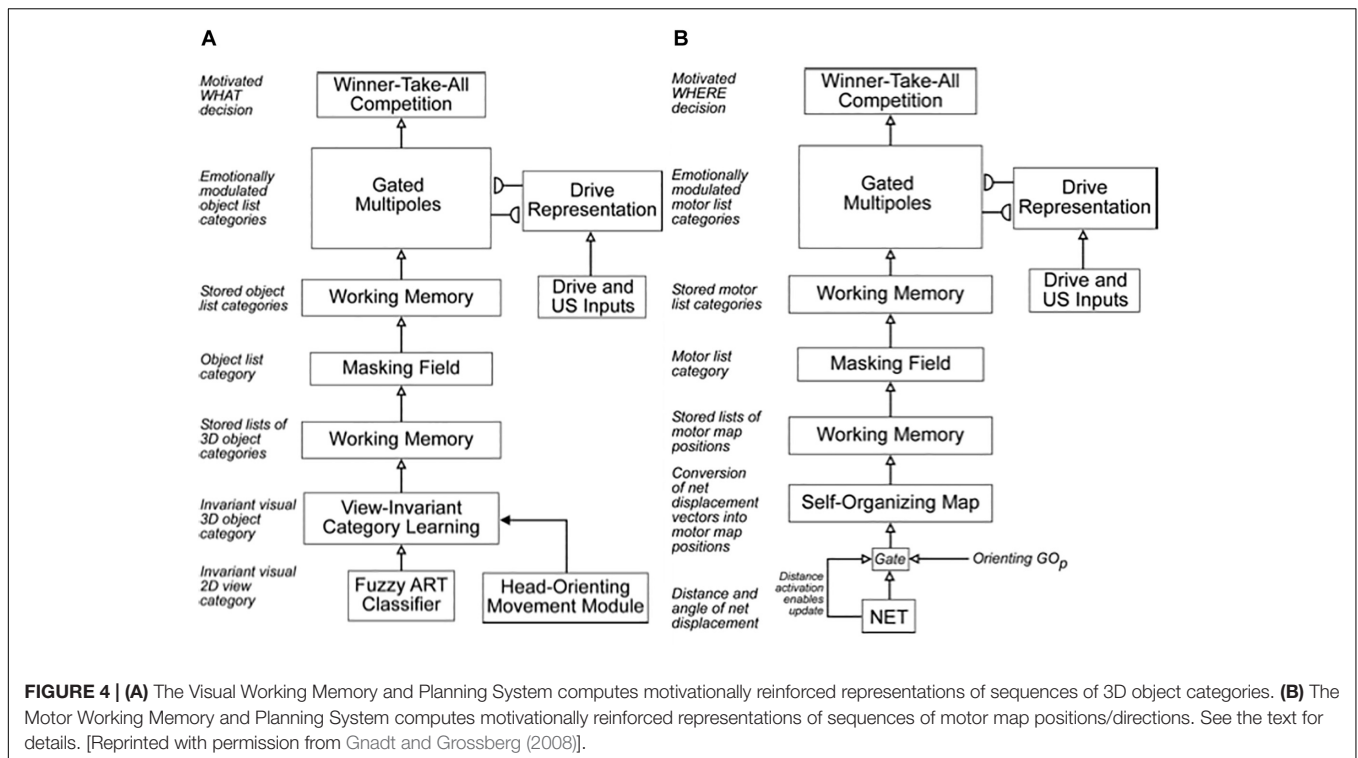 A
Motivated
WHAT
decision
Winner-Take-All
Competition
Emotionally
modulated
object list
categories
Gated
Multipoles
Drive
Representation
Stored object
list categories
Working Memory
Drive and
US Inputs
Object list
category
Masking Field
Stored lists of
3D object
categories
Working Memory
Invariant visual
3D object
category
View-Invariant
Category Learning
Invariant visual
2D view
category
Fuzzy ART
Classifier
Head-Orienting
Movement Module
B
Motivated
WHERE
decision
Winner-Take-All
Competition
Emotionally
modulated
motor list
categories
Gated
Multipoles
Drive
Representation
Stored motor
list categories
Working Memory
Drive and
US Inputs
Motor list
category
Masking Field
Stored lists of
motor map
positions
Working Memory
Conversion
of net
displacement
vectors into
motor map
positions
Self-Organizing Map
Gate
Orienting GOp
Distance
activation
enables
update
Distance and
angle of net
displacement
NET
FIGURE 4 | (A) The Visual Working Memory and Planning System computes motivationally reinforced representations of sequences of 3D object categories. (B) The
Motor Working Memory and Planning System computes motivationally reinforced representations of sequences of motor map positions/directions. See the text for
details. [Reprinted with permission from Gnadt and Grossberg (2008)].